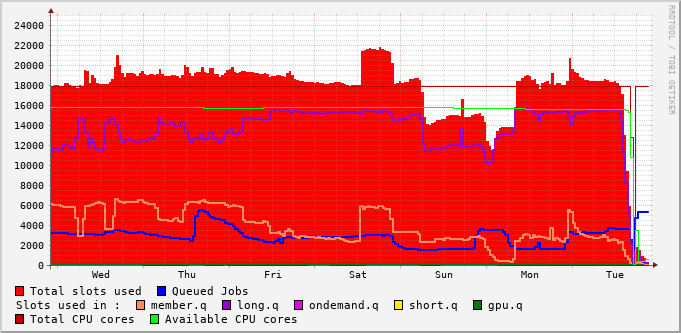 RRDTOOL / TOBI OETIKER
24000
22000
20000
18000
16000
14000
12000
10000
8000
6000
4000
2000
0
Wed Thu Fri Sat Sun Mon Tue
Total slots used Queued Jobs
Slots used in : member.q long.q ondemand.q short.q gpu.q
Total CPU cores Available CPU cores